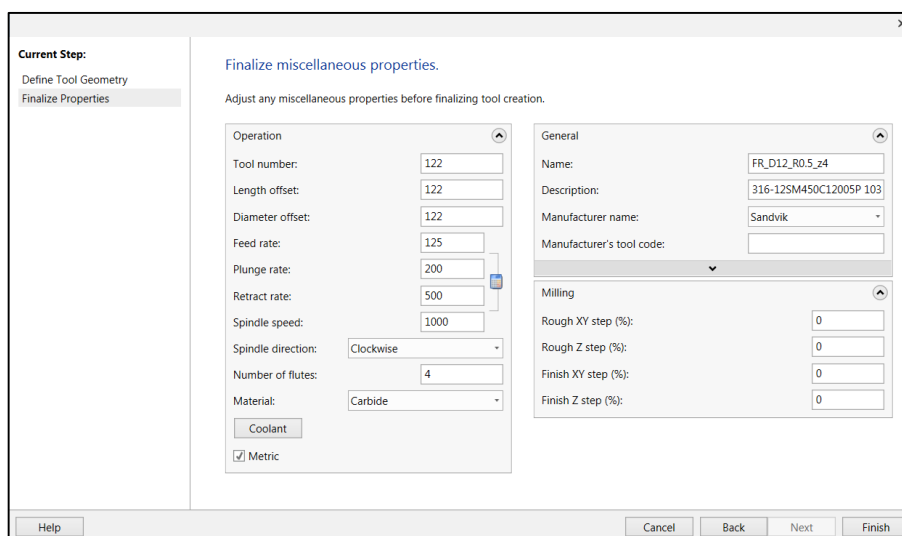 Current Step:
Define Tool Geometry
Finalize Properties
Finalize miscellaneous properties.
Adjust any miscellaneous properties before finalizing tool creation.
Operation
Tool number: 122
Length offset: 122
Diameter offset: 122
Feed rate: 125
Plunge rate: 200
Retract rate: 500
Spindle speed: 1000
Spindle direction: Clockwise
Number of flutes: 4
Material: Carbide
Coolant
Metric
General
Name: FR_D12_R0.5_z4
Description: 316-12SM450C12005P 103
Manufacturer name: Sandvik
Manufacturer's tool code:
Milling
Rough XY step (%): 0
Rough Z step (%): 0
Finish XY step (%): 0
Finish Z step (%): 0
Help Cancel Back Next Finish